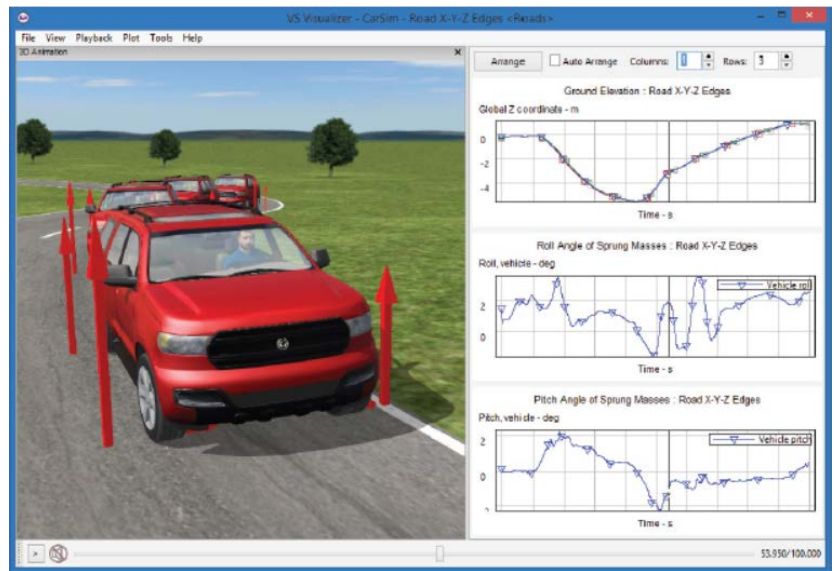 VS Visualizer - CarSim - Road X-Y-Z Edges <Roads>
File View Playback Plot Tools Help
3D Animation
Arrange Auto Arrange Columns: 1 Rows: 3
Ground Elevation : Road X-Y-Z Edges
Global Z coordinate - m
0
-2
-4
Time - s
Roll Angle of Sprung Masses : Road X-Y-Z Edges
Roll, vehicle - deg
Vehicle roll
2
0
Time - s
Pitch Angle of Sprung Masses : Road X-Y-Z Edges
Pitch, vehicle - deg
2
Vehicle pitch
0
Time - s
53.950/100.000